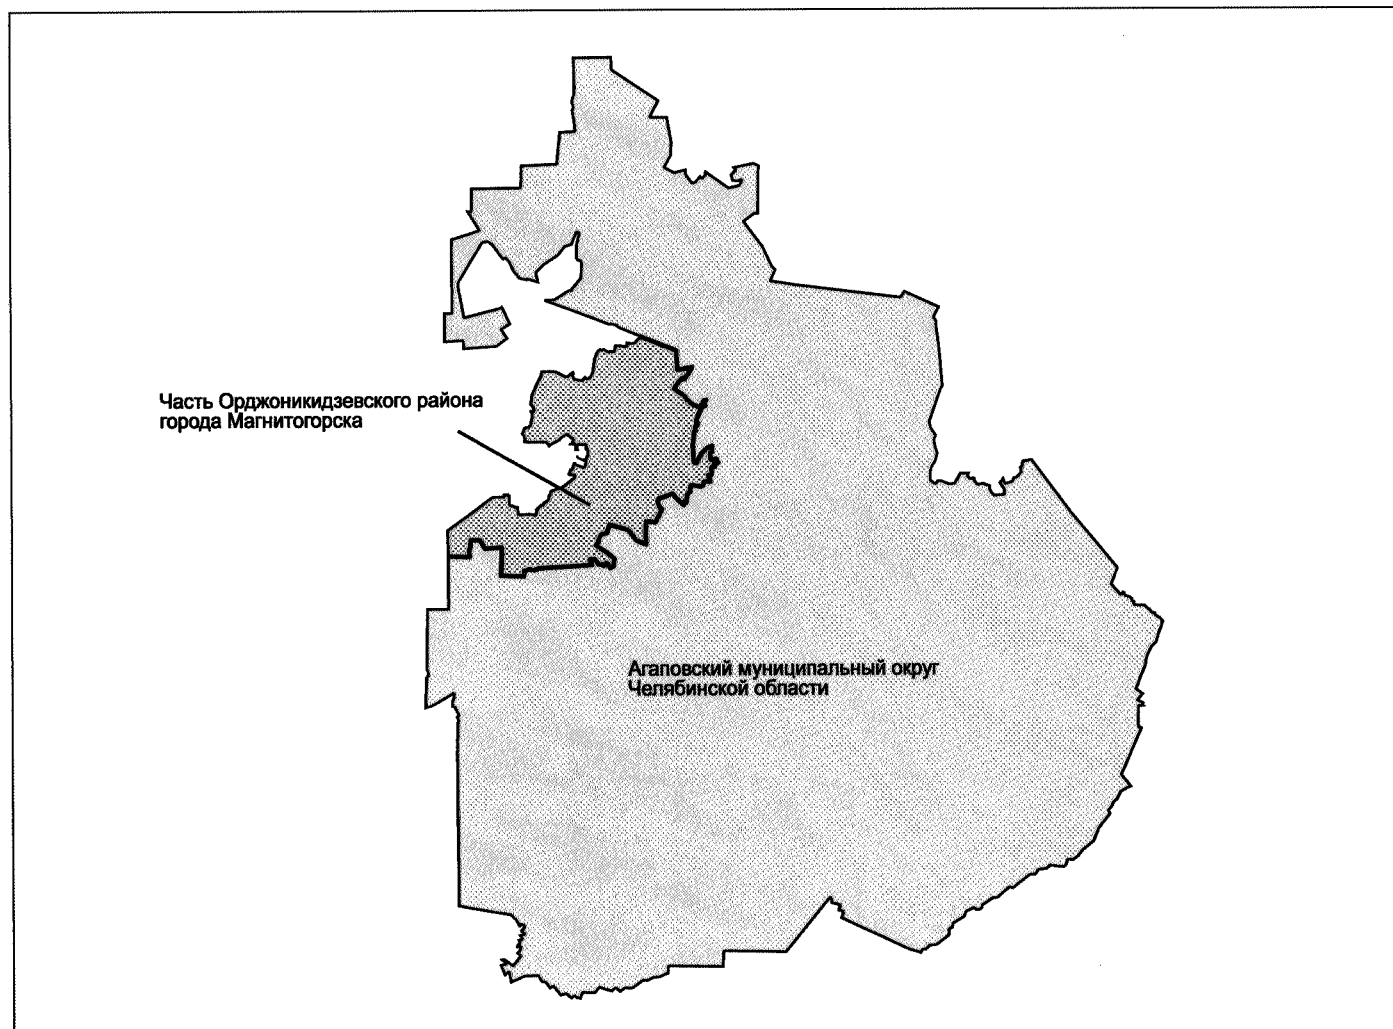 Часть Орджоникидзевского района
города Магнитогорска
Агаповский муниципальный округ
Челябинской области